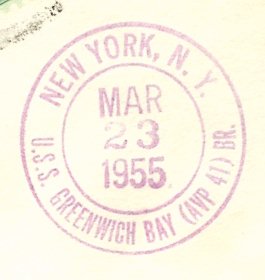 NEW YORK, N. Y.
MAR
23
1955
U.S.S. GREENWICH BAY (AVP 41) BR.